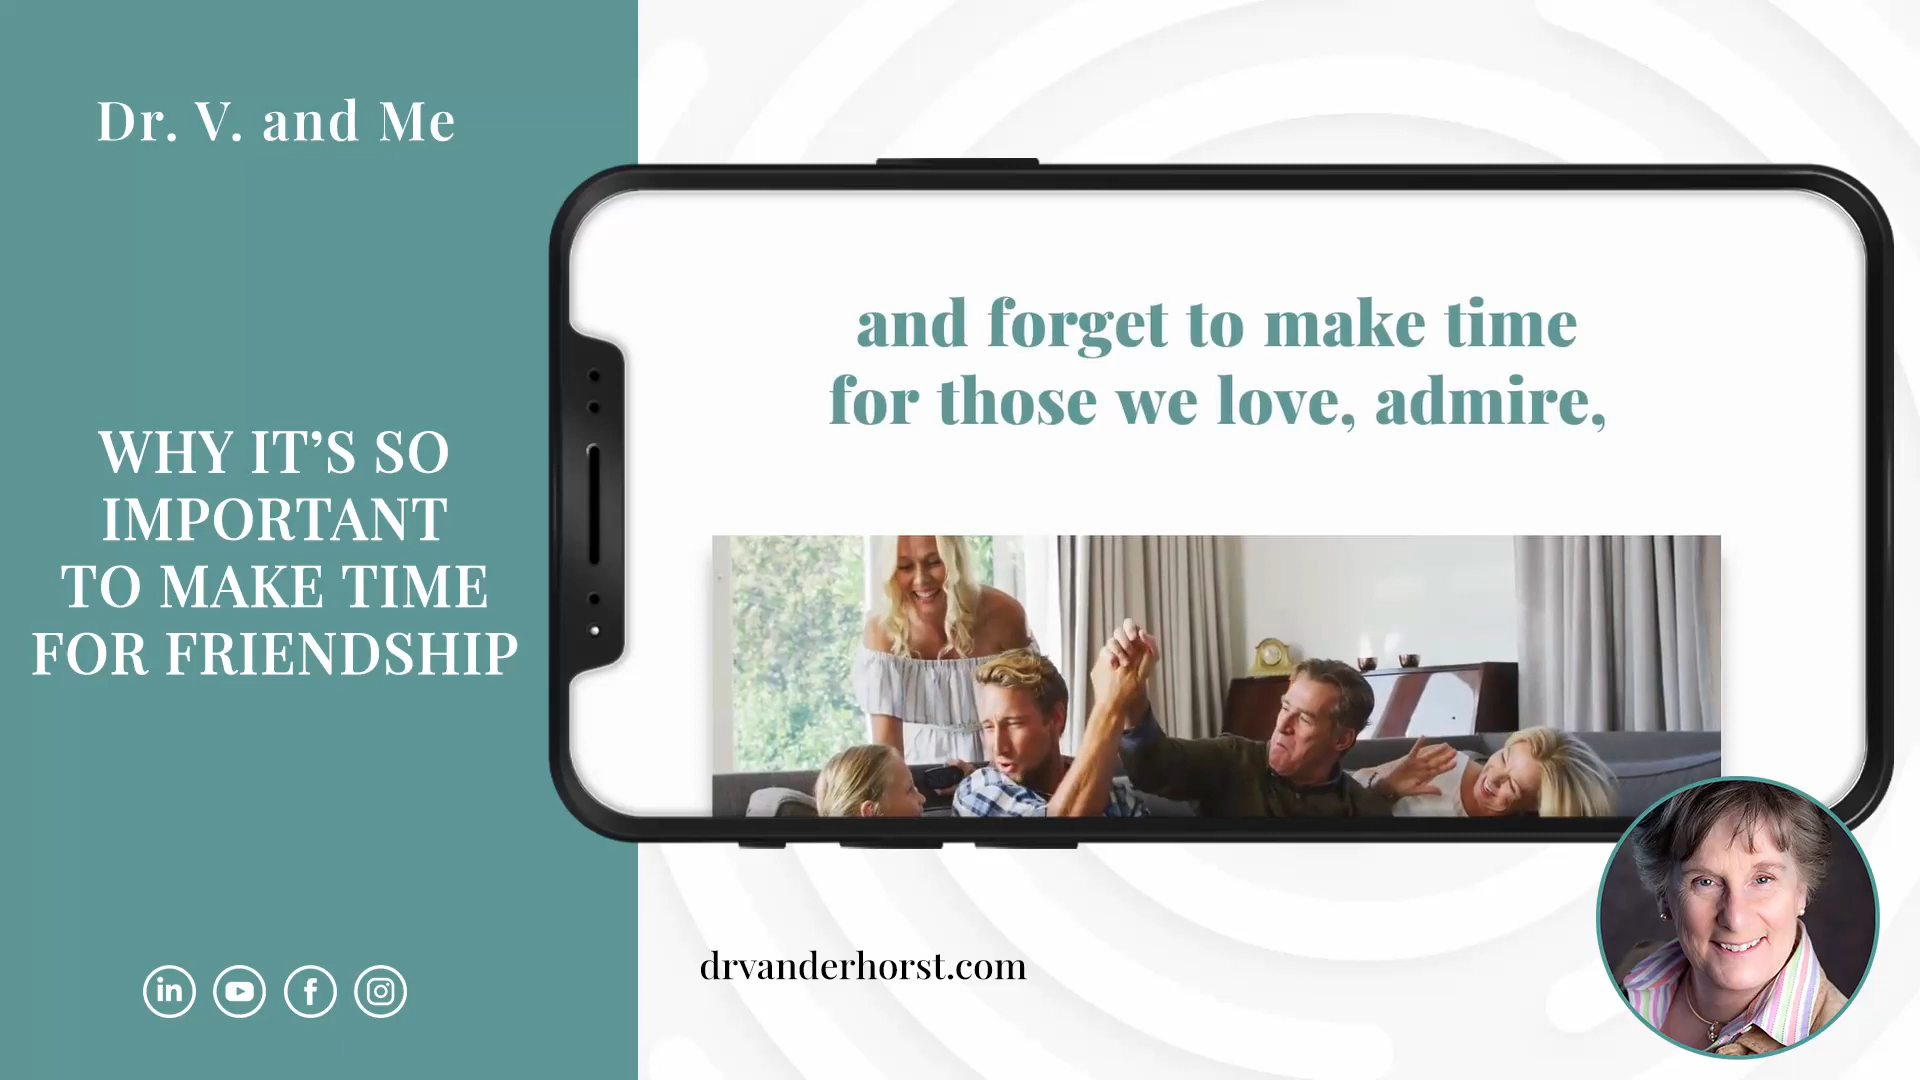 Dr. V. and Me
WHY IT’S SO
IMPORTANT
TO MAKE TIME
FOR FRIENDSHIP
and forget to make time
for those we love, admire,
drvanderhorst.com